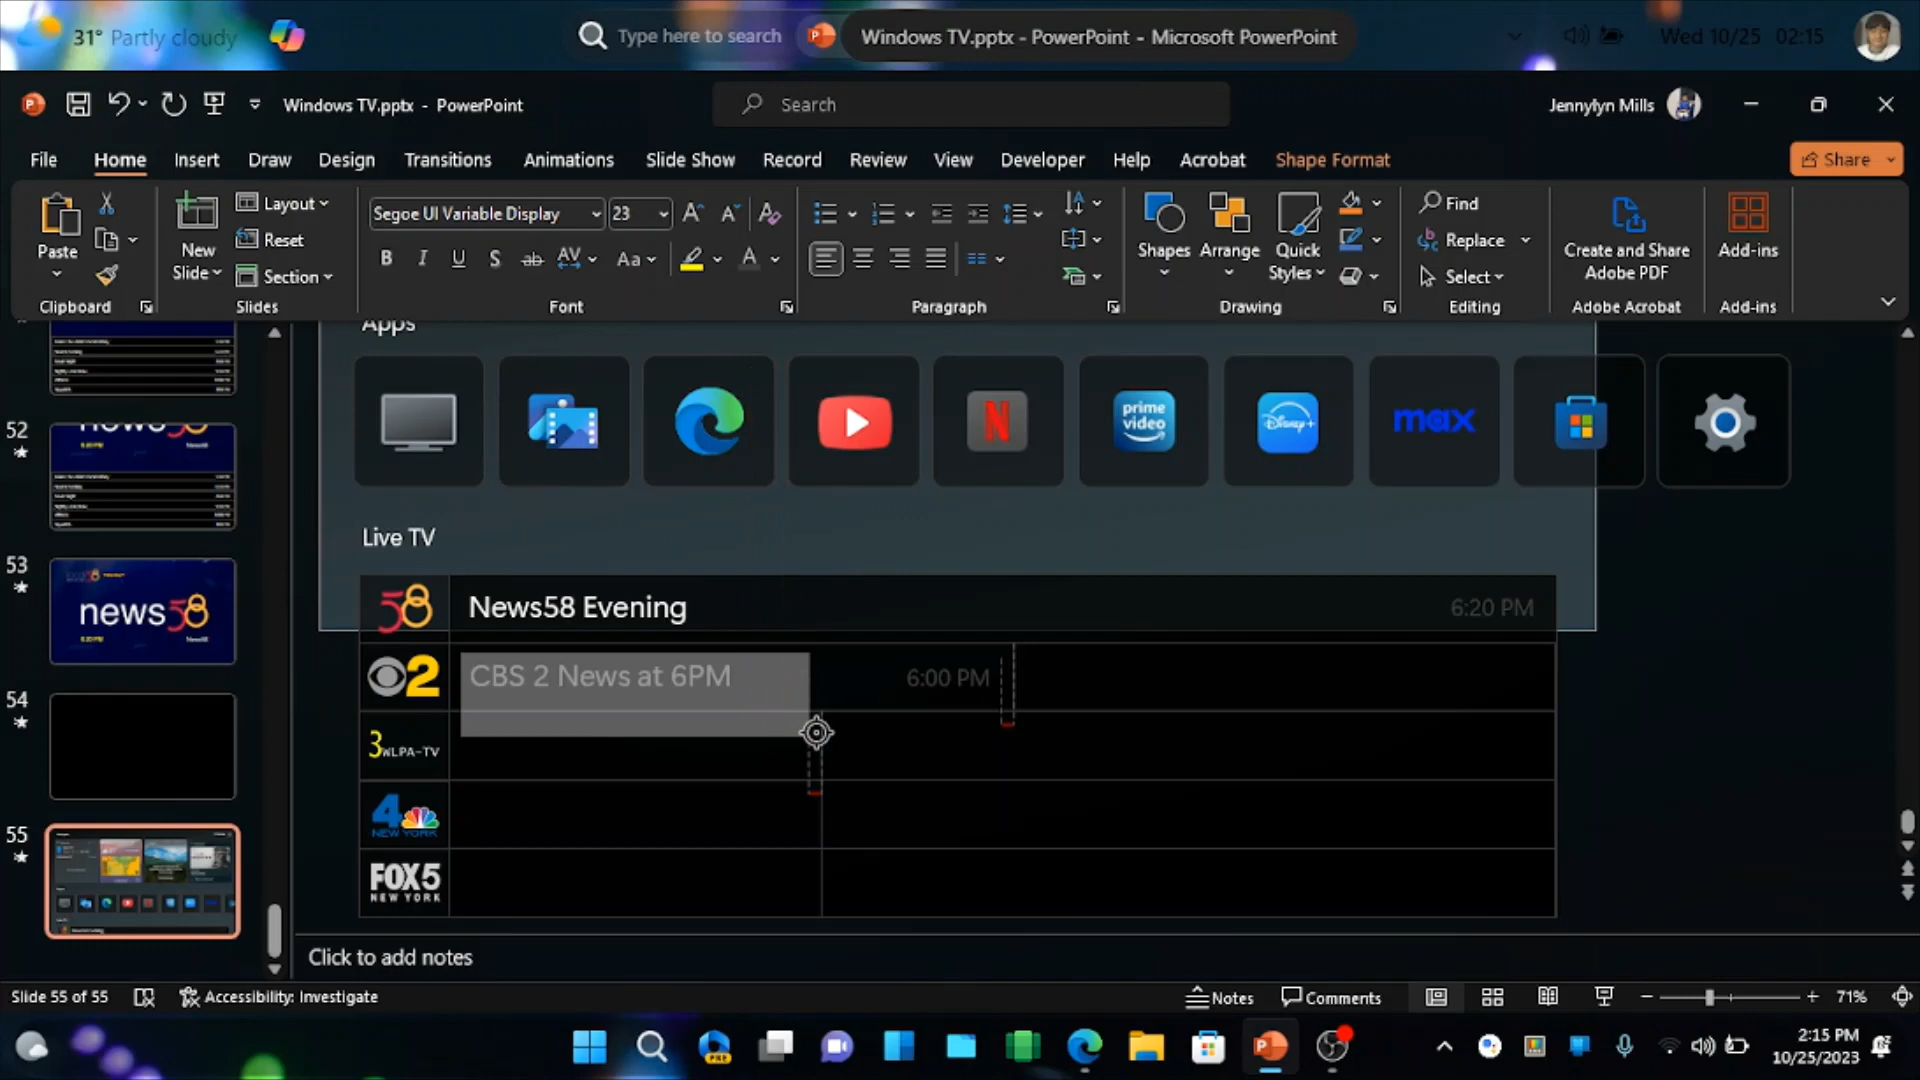 31° Partly cloudy
Type here to search
Windows TV.pptx - PowerPoint - Microsoft PowerPoint
Wed 10/25 02:15
Windows TV.pptx - PowerPoint
Search
Jennylyn Mills
File Home Insert Draw Design Transitions Animations Slide Show Record Review View Developer Help Acrobat Shape Format
Share
Paste
New Slide
Layout
Reset
Section
Segoe UI Variable Display
23
Shapes
Arrange
Quick Styles
Find
Replace
Select
Create and Share Adobe PDF
Add-ins
Clipboard
Slides
Font
Paragraph
Drawing
Editing
Adobe Acrobat
Add-ins
52
53
news58
54
55
Apps
prime video
Disney+
max
Live TV
58
News58 Evening
6:20 PM
2
CBS 2 News at 6PM
6:00 PM
3WLPA-TV
4
NEW YORK
FOX5
NEW YORK
Click to add notes
Slide 55 of 55
Accessibility: Investigate
Notes
Comments
71%
2:15 PM
10/25/2023